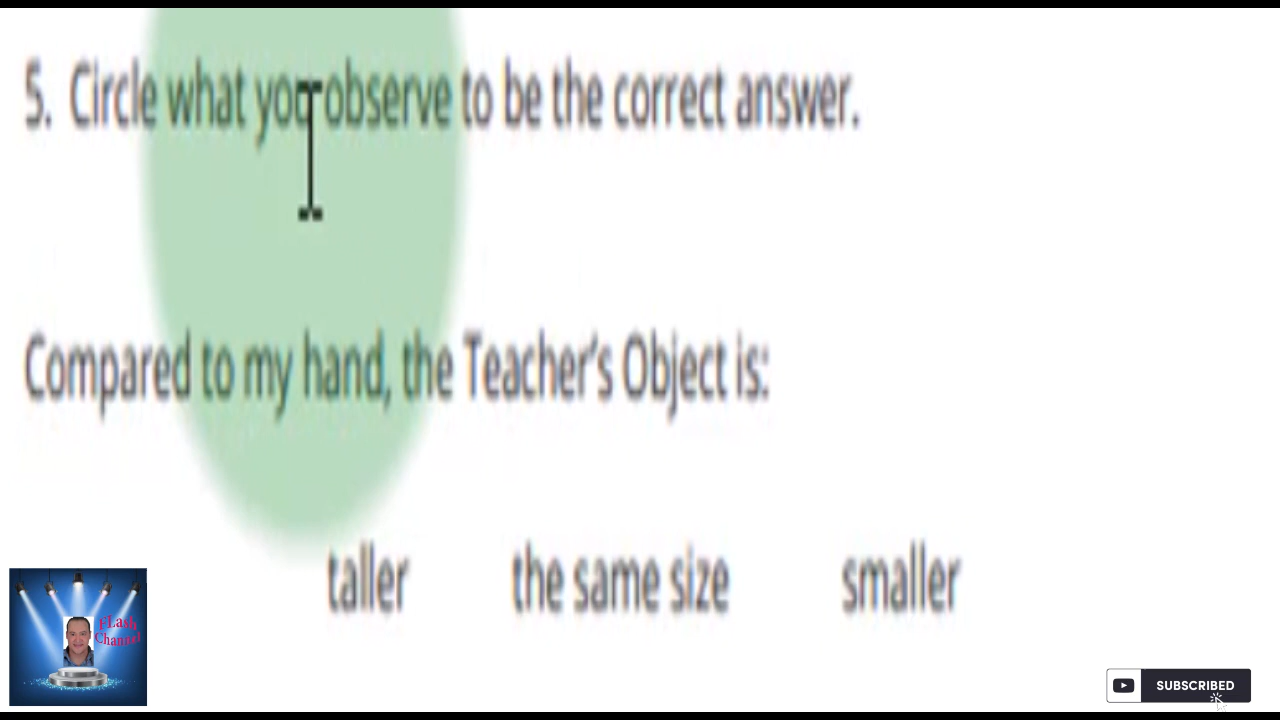 5. Circle what you observe to be the correct answer.
Compared to my hand, the Teacher's Object is:
taller the same size smaller
FLash
Channel
SUBSCRIBED